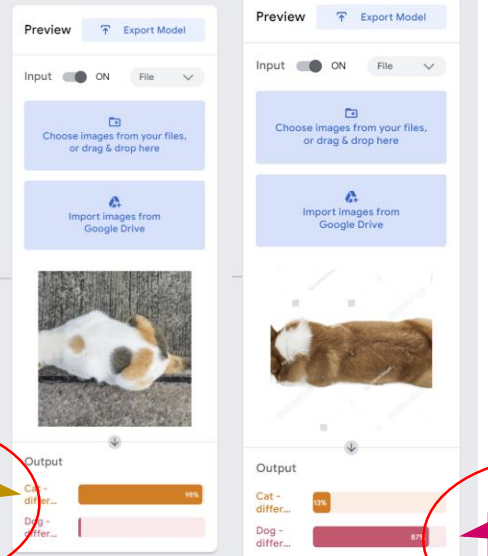 Preview Export Model
Input ON File
Choose images from your files,
or drag & drop here
Import images from
Google Drive
Output
Cat -
differ...
98%
Dog -
differ...
Preview Export Model
Input ON File
Choose images from your files,
or drag & drop here
Import images from
Google Drive
Output
Cat -
differ...
13%
Dog -
differ...
87%